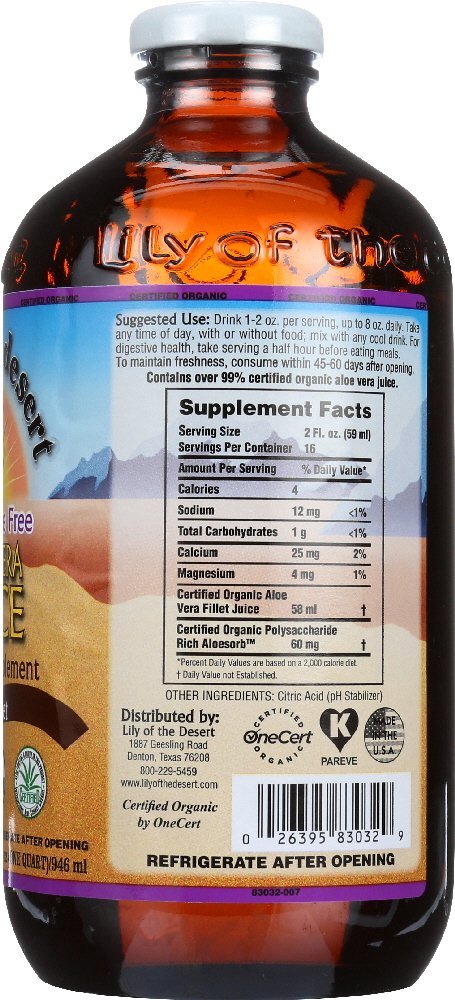 Lily of the
CERTIFIED ORGANIC CERTIFIED ORGANIC CERTIFIED ORGANIC
desert
Free
ERA
CE
Suggested Use: Drink 1-2 oz. per serving, up to 8 oz. daily. Take
any time of day, with or without food; mix with any cool drink. For
digestive health, take serving a half hour before eating meals.
To maintain freshness, consume within 45-60 days after opening.
Contains over 99% certified organic aloe vera juice.
Supplement Facts
Serving Size 2 Fl. oz. (59 ml)
Servings Per Container 16
Amount Per Serving % Daily Value*
Calories 4
Sodium 12 mg <1%
Total Carbohydrates 1 g <1%
Calcium 25 mg 2%
Magnesium 4 mg 1%
Certified Organic Aloe
Vera Fillet Juice 58 ml †
Certified Organic Polysaccharide
Rich Aloesorb™ 60 mg †
*Percent Daily Values are based on a 2,000 calorie diet.
† Daily Value not Established.
OTHER INGREDIENTS: Citric Acid (pH Stabilizer)
Distributed by:
Lily of the Desert
1887 Geesling Road
Denton, Texas 76208
800-229-5459
www.lilyofthedesert.com
Certified Organic
by OneCert
CERTIFIED
OneCert
ORGANIC
K
PAREVE
MADE
IN THE
U.S.A.
0 26395 83032 9
REFRIGERATE AFTER OPENING
AFTER OPENING
QUART)/946 ml
83032-007